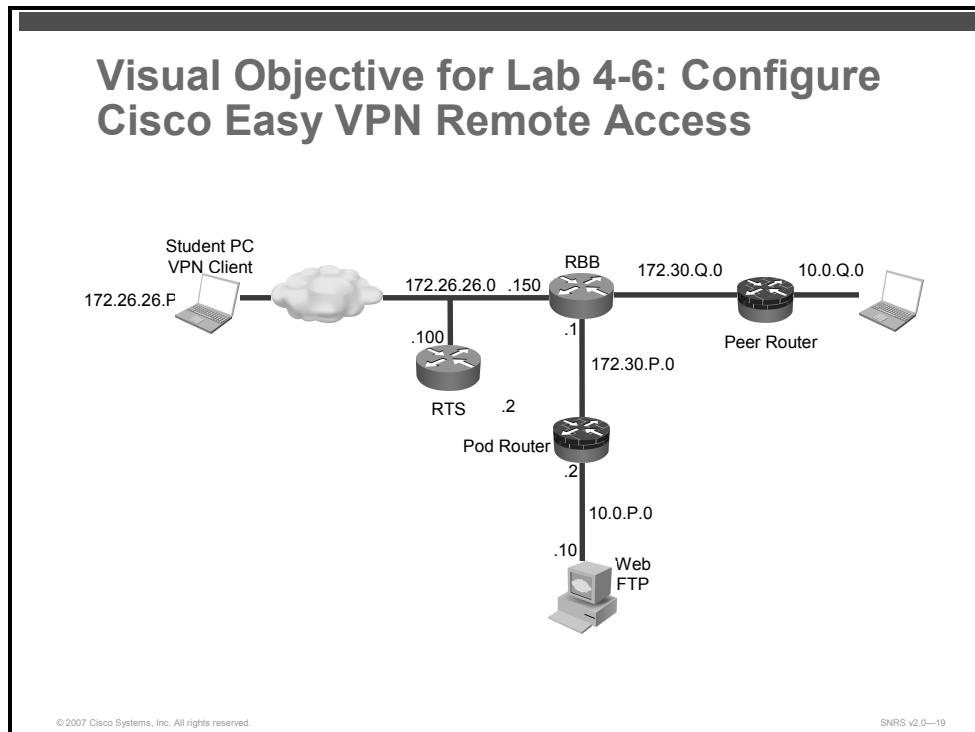 Visual Objective for Lab 4-6: Configure
Cisco Easy VPN Remote Access
Student PC
VPN Client
172.26.26.P
172.26.26.0
.150
RBB
172.30.Q.0
10.0.Q.0
Peer Router
.100
RTS
.1
172.30.P.0
.2
Pod Router
.2
10.0.P.0
.10
Web
FTP
© 2007 Cisco Systems, Inc. All rights reserved.
SNRS v2.0—19